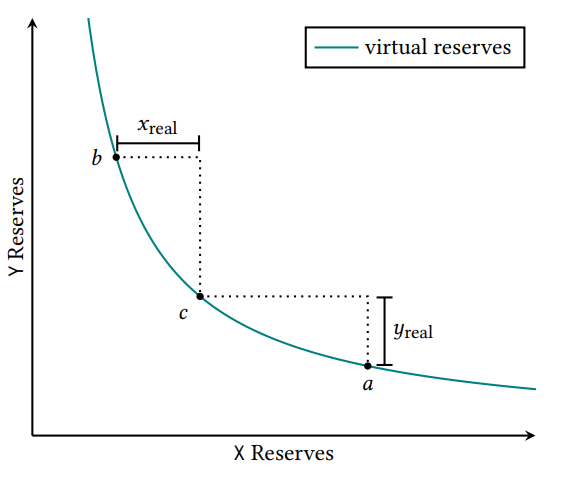 virtual reserves
x_real
b
Y Reserves
c
y_real
a
X Reserves